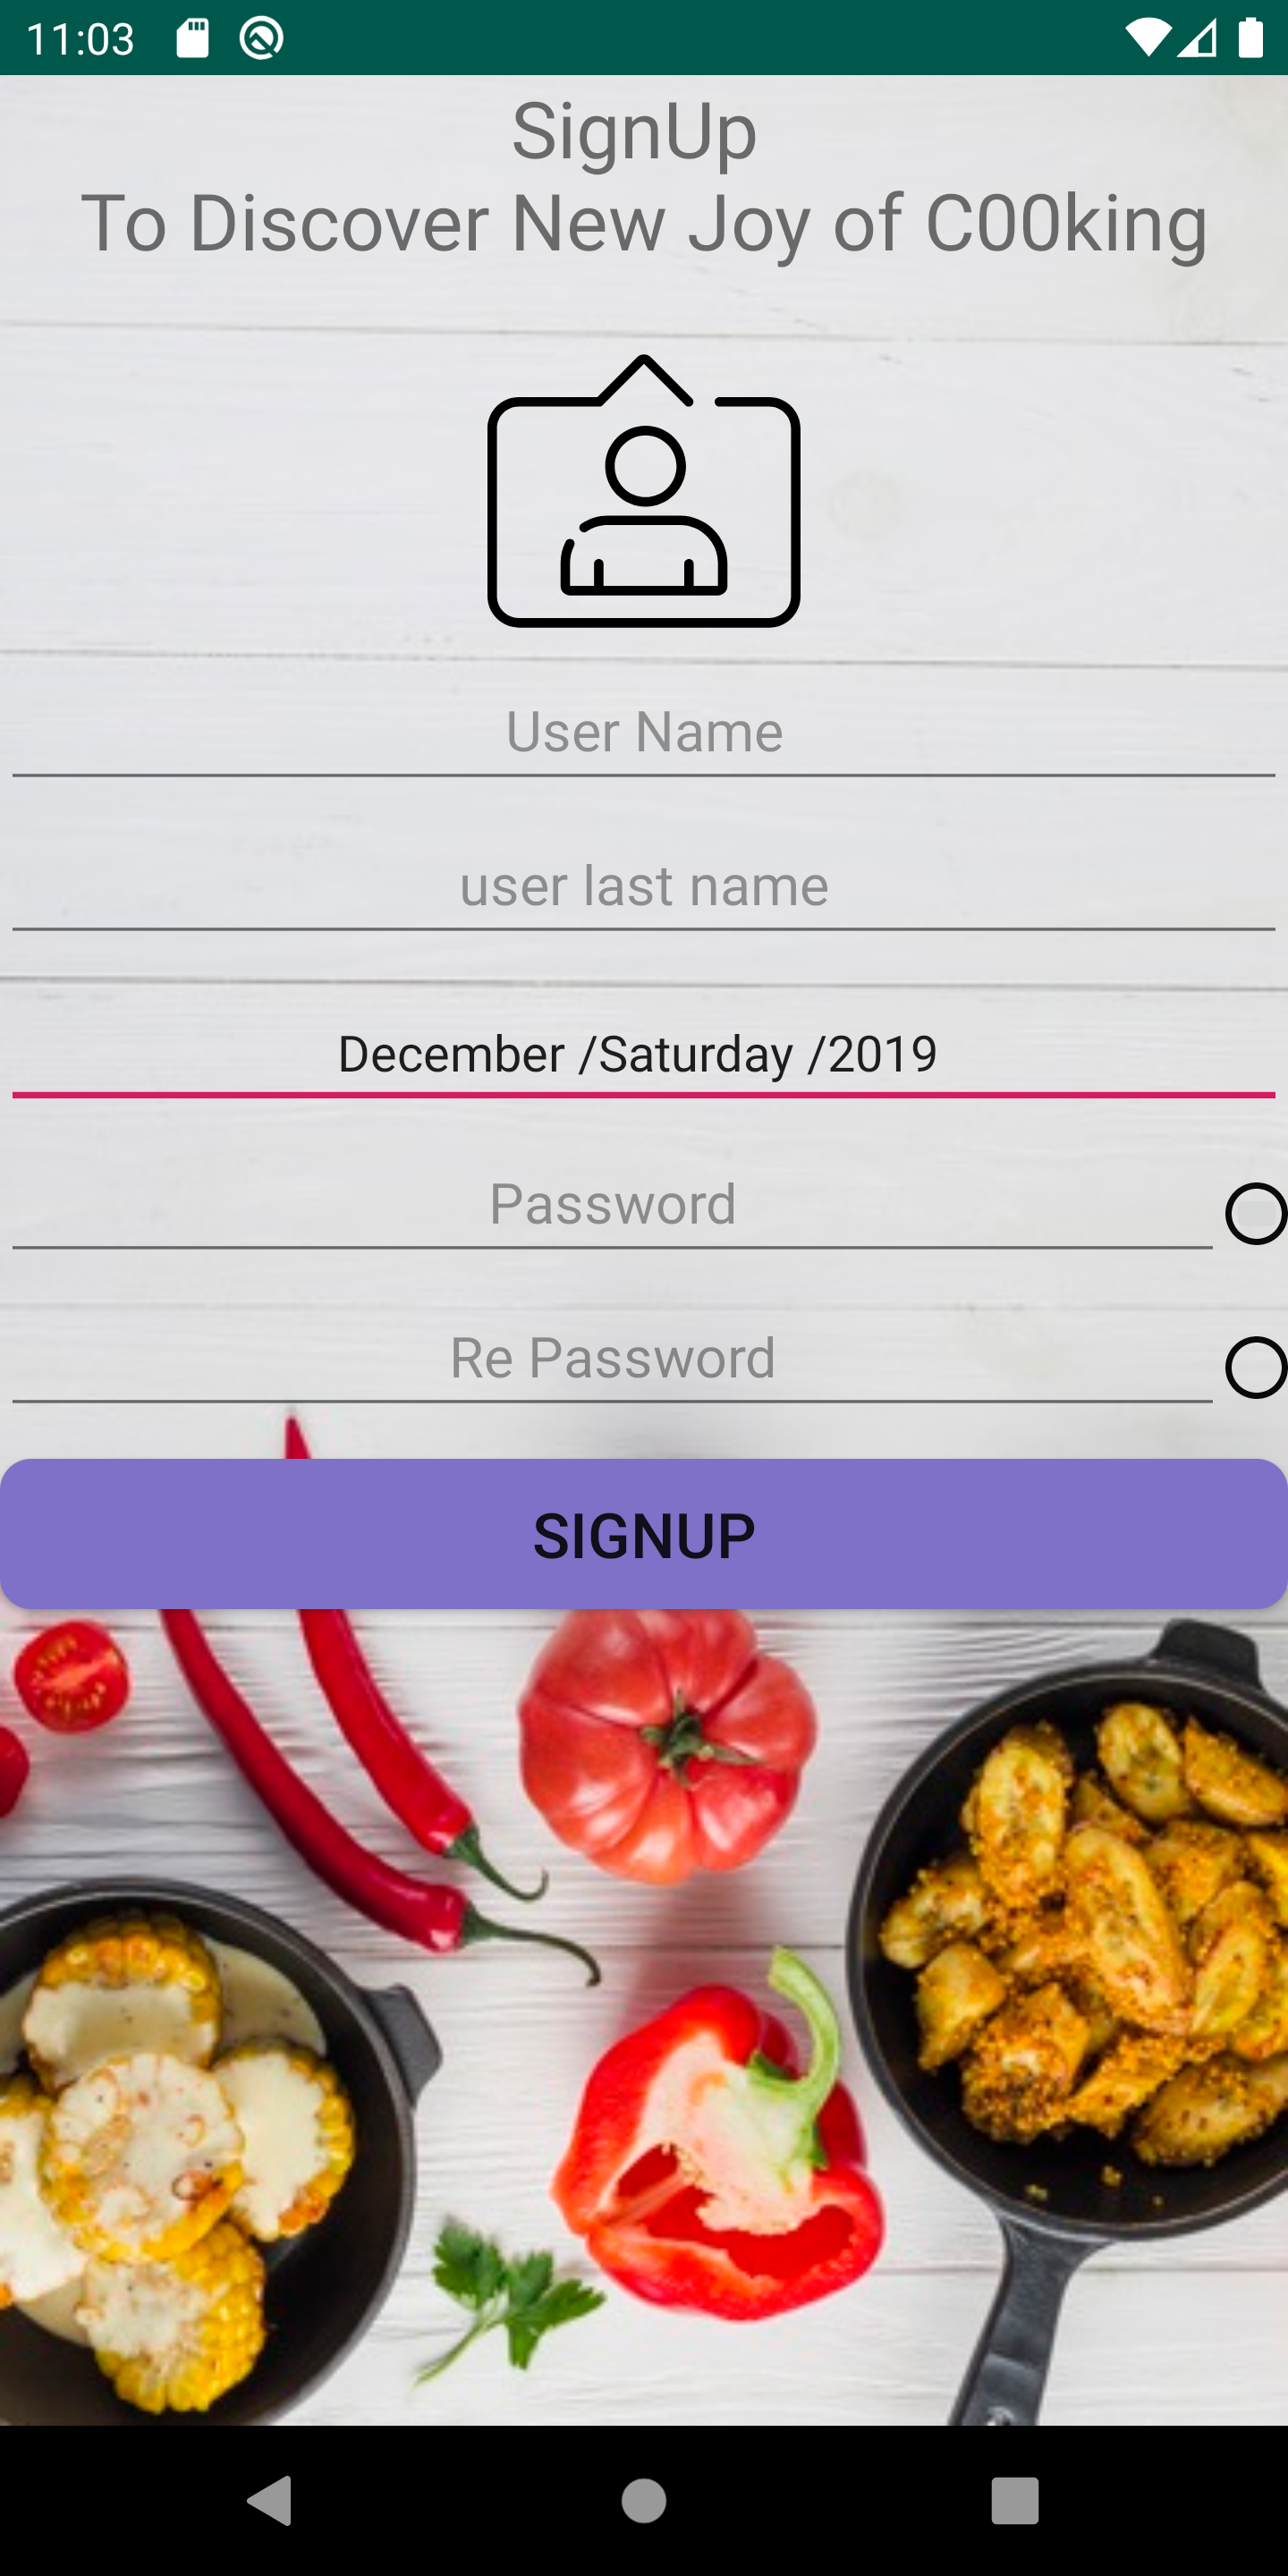 11:03
SignUp
To Discover New Joy of C00king
User Name
user last name
December /Saturday /2019
Password
Re Password
SIGNUP